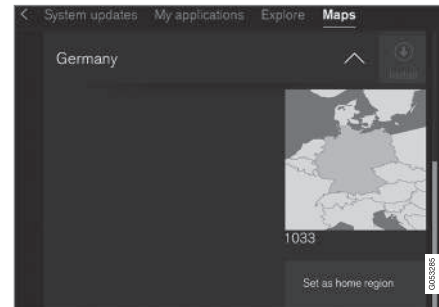 System updates My applications Explore Maps
Germany
Install
1033
Set as home region
G053285